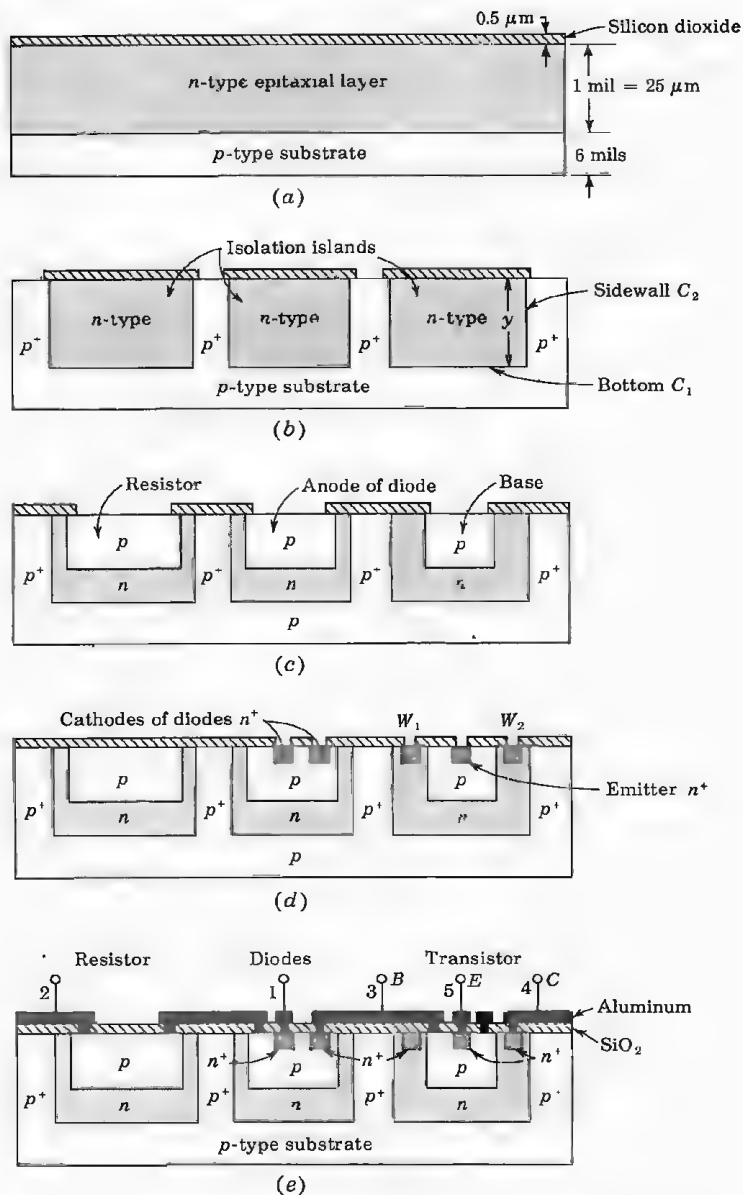 0.5 μm
Silicon dioxide
n-type epitaxial layer
1 mil = 25 μm
p-type substrate
6 mils
(a)
Isolation islands
n-type
n-type
n-type
y
Sidewall C₂
p⁺
p⁺
p⁺
p⁺
p-type substrate
Bottom C₁
(b)
Resistor
Anode of diode
Base
p
p
p
p⁺
p⁺
p⁺
p⁺
n
n
p
(c)
Cathodes of diodes n⁺
W₁
W₂
p
p
p
Emitter n⁺
p⁺
p⁺
p⁺
p⁺
n
n
p
(d)
Resistor
Diodes
Transistor
2
1
3
B
5
E
4
C
Aluminum
SiO₂
n⁺
n⁺
n⁺
p
p
p
p⁺
p⁺
p⁺
n
n
n
p-type substrate
(e)